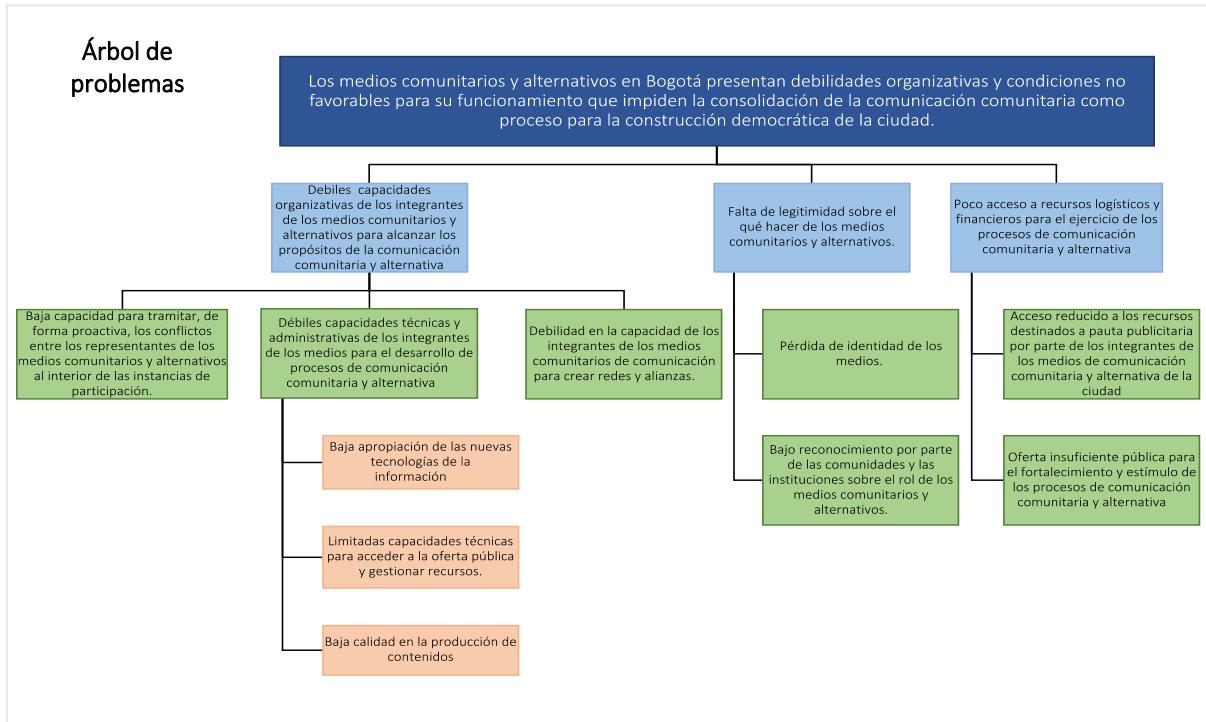 Árbol de
problemas
Los medios comunitarios y alternativos en Bogotá presentan debilidades organizativas y condiciones no
favorables para su funcionamiento que impiden la consolidación de la comunicación comunitaria como
proceso para la construcción democrática de la ciudad.
Debiles capacidades
organizativas de los integrantes
de los medios comunitarios y
alternativos para alcanzar los
propósitos de la comunicación
comunitaria y alternativa
Falta de legitimidad sobre el
qué hacer de los medios
comunitarios y alternativos.
Poco acceso a recursos logísticos y
financieros para el ejercicio de los
procesos de comunicación
comunitaria y alternativa
Baja capacidad para tramitar, de
forma proactiva, los conflictos
entre los representantes de los
medios comunitarios y alternativos
al interior de las instancias de
participación.
Débiles capacidades técnicas y
administrativas de los integrantes
de los medios para el desarrollo de
procesos de comunicación
comunitaria y alternativa
Debilidad en la capacidad de los
integrantes de los medios
comunitarios de comunicación
para crear redes y alianzas.
Pérdida de identidad de los
medios.
Acceso reducido a los recursos
destinados a pauta publicitaria
por parte de los integrantes de
los medios de comunicación
comunitaria y alternativa de la
ciudad
Baja apropiación de las nuevas
tecnologías de la
información
Bajo reconocimiento por parte
de las comunidades y las
instituciones sobre el rol de los
medios comunitarios y
alternativos.
Oferta insuficiente pública para
el fortalecimiento y estímulo de
los procesos de comunicación
comunitaria y alternativa
Limitadas capacidades técnicas
para acceder a la oferta pública
y gestionar recursos.
Baja calidad en la producción de
contenidos